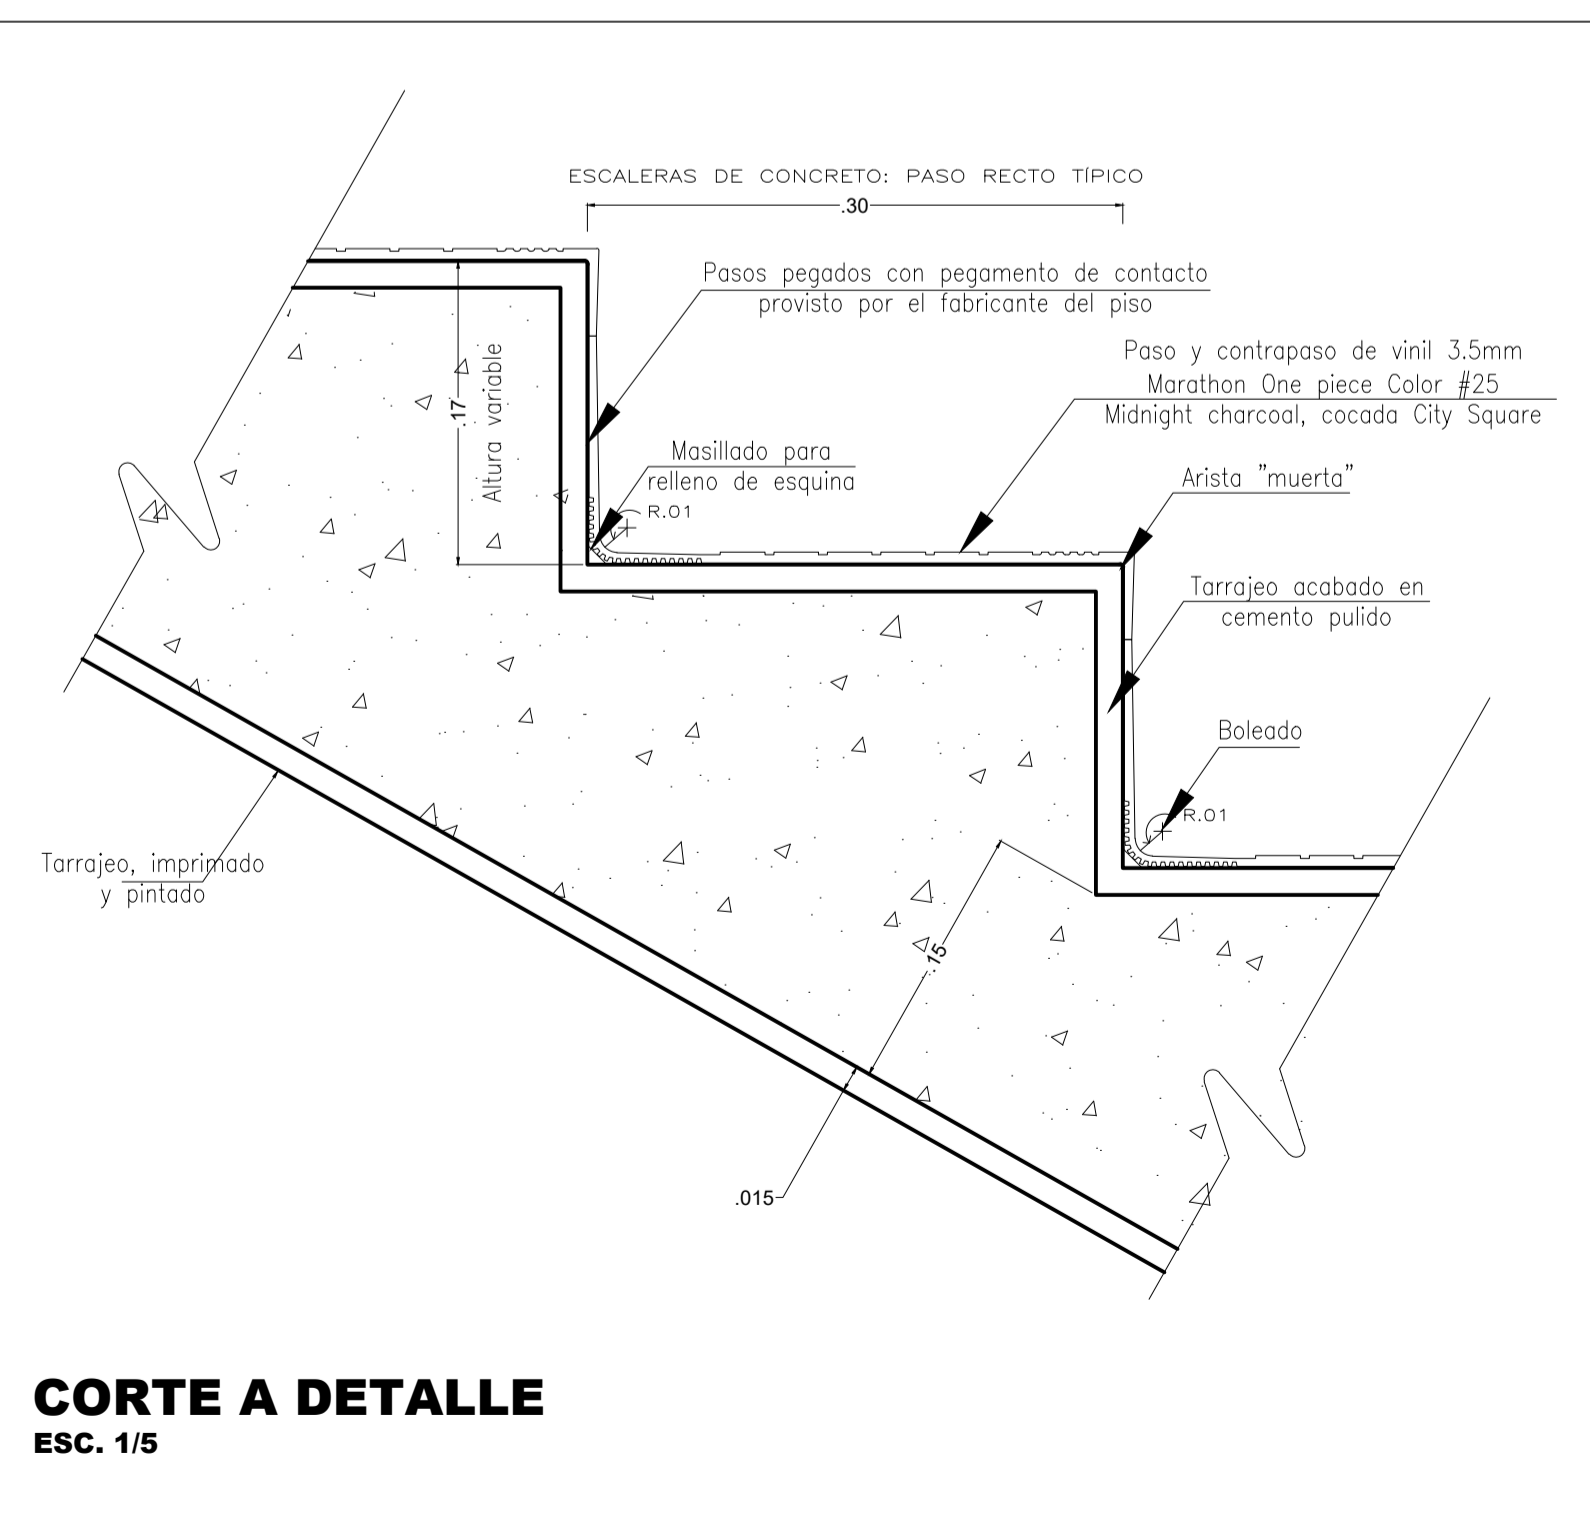 ESCALERAS DE CONCRETO: PASO RECTO TÍPICO
.30
Pasos pegados con pegamento de contacto
provisto por el fabricante del piso
Paso y contrapaso de vinil 3.5mm
Marathon One piece Color #25
Midnight charcoal, cocada City Square
.17
Altura variable
Masillado para
relleno de esquina
R.01
Arista "muerta"
Tarrajeo acabado en
cemento pulido
Boleado
R.01
Tarrajeo, imprimado
y pintado
.15
.015
CORTE A DETALLE
ESC. 1/5